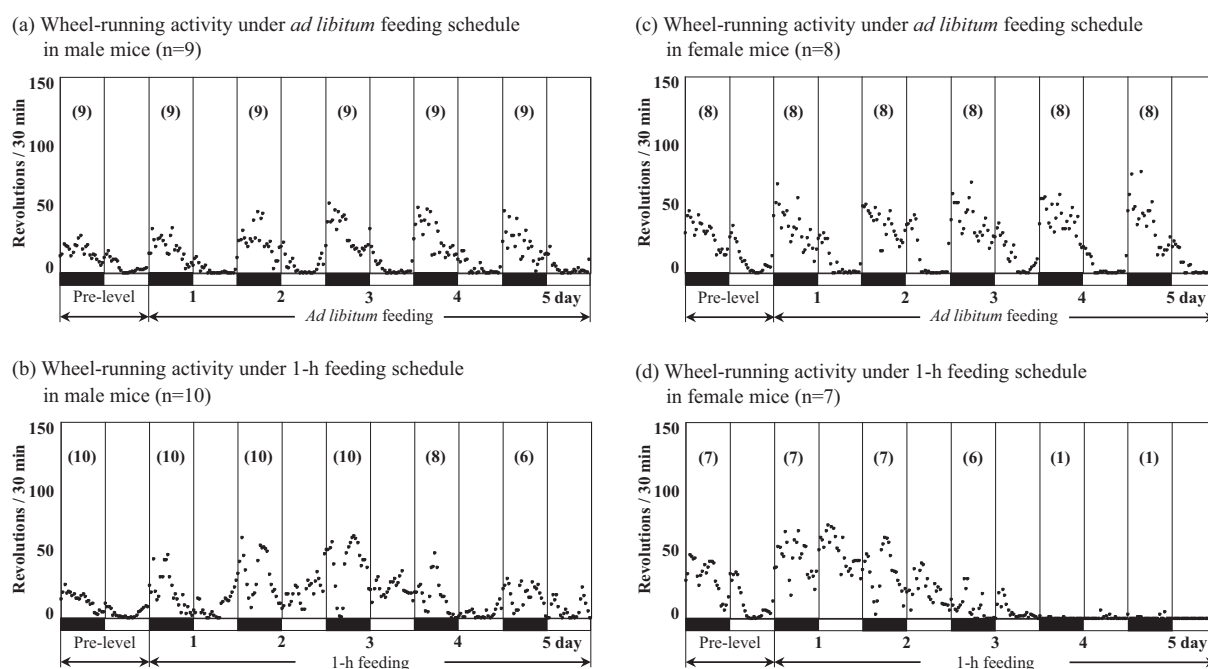 (a) Wheel-running activity under ad libitum feeding schedule
in male mice (n=9)
Revolutions / 30 min
150
100
50
0
(9) (9) (9) (9) (9) (9)
Pre-level 1 2 3 4 5 day
Ad libitum feeding
(b) Wheel-running activity under 1-h feeding schedule
in male mice (n=10)
Revolutions / 30 min
150
100
50
0
(10) (10) (10) (10) (8) (6)
Pre-level 1 2 3 4 5 day
1-h feeding
(c) Wheel-running activity under ad libitum feeding schedule
in female mice (n=8)
Revolutions / 30 min
150
100
50
0
(8) (8) (8) (8) (8) (8)
Pre-level 1 2 3 4 5 day
Ad libitum feeding
(d) Wheel-running activity under 1-h feeding schedule
in female mice (n=7)
Revolutions / 30 min
150
100
50
0
(7) (7) (7) (6) (1) (1)
Pre-level 1 2 3 4 5 day
1-h feeding